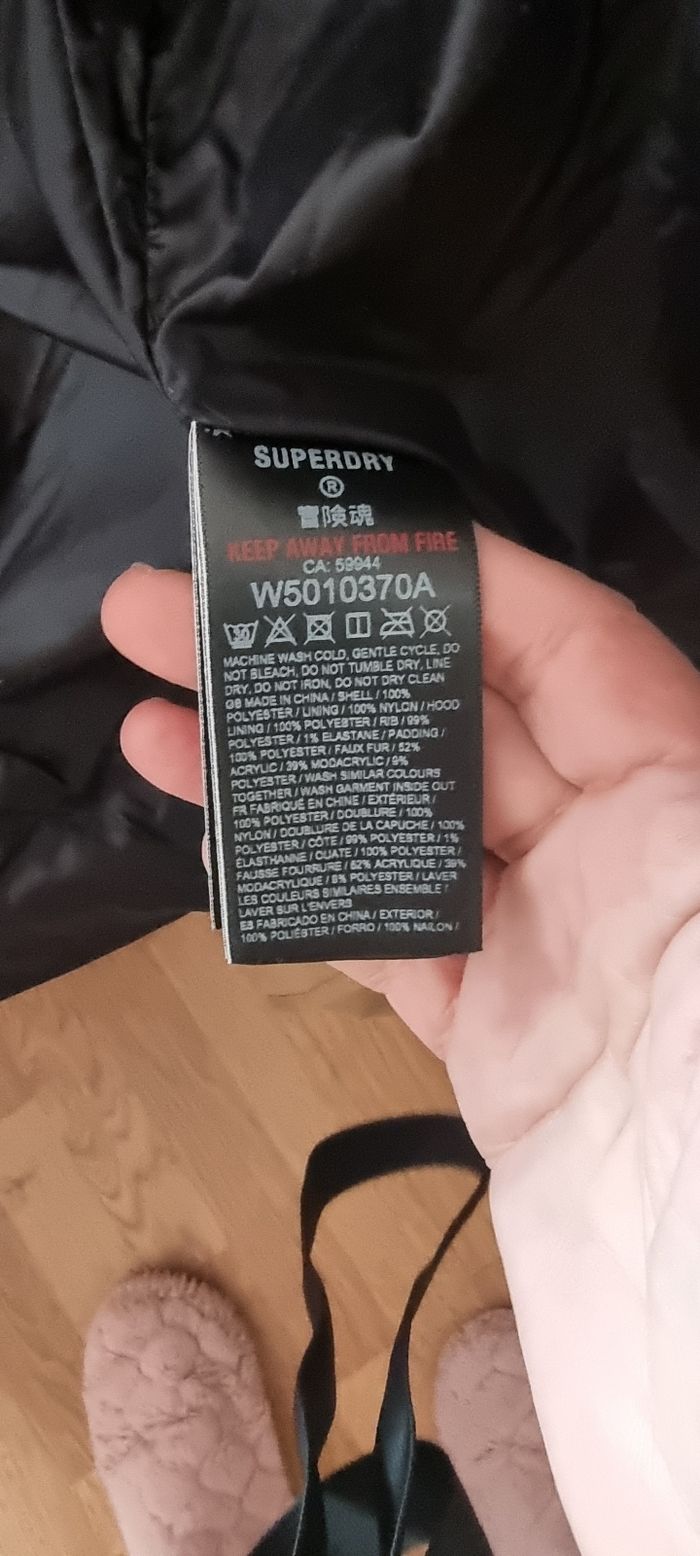 SUPERDRY
®
冒険魂
KEEP AWAY FROM FIRE
CA: 59944
W5010370A
30
MACHINE WASH COLD, GENTLE CYCLE, DO
NOT BLEACH, DO NOT TUMBLE DRY, LINE
DRY, DO NOT IRON, DO NOT DRY CLEAN
GB MADE IN CHINA / SHELL / 100%
POLYESTER / LINING / 100% NYLON / HOOD
LINING / 100% POLYESTER / RIB / 99%
POLYESTER / 1% ELASTANE / PADDING /
100% POLYESTER / FAUX FUR / 52%
ACRYLIC / 39% MODACRYLIC / 9%
POLYESTER / WASH SIMILAR COLOURS
TOGETHER / WASH GARMENT INSIDE OUT
FR FABRIQUÉ EN CHINE / EXTÉRIEUR /
100% POLYESTER / DOUBLURE / 100%
NYLON / DOUBLURE DE LA CAPUCHE / 100%
POLYESTER / CÔTE / 99% POLYESTER / 1%
ÉLASTHANNE / OUATE / 100% POLYESTER /
FAUSSE FOURRURE / 52% ACRYLIQUE / 39%
MODACRYLIQUE / 9% POLYESTER / LAVER
LES COULEURS SIMILAIRES ENSEMBLE /
LAVER SUR L'ENVERS
ES FABRICADO EN CHINA / EXTERIOR /
100% POLIÉSTER / FORRO / 100% NAILON /